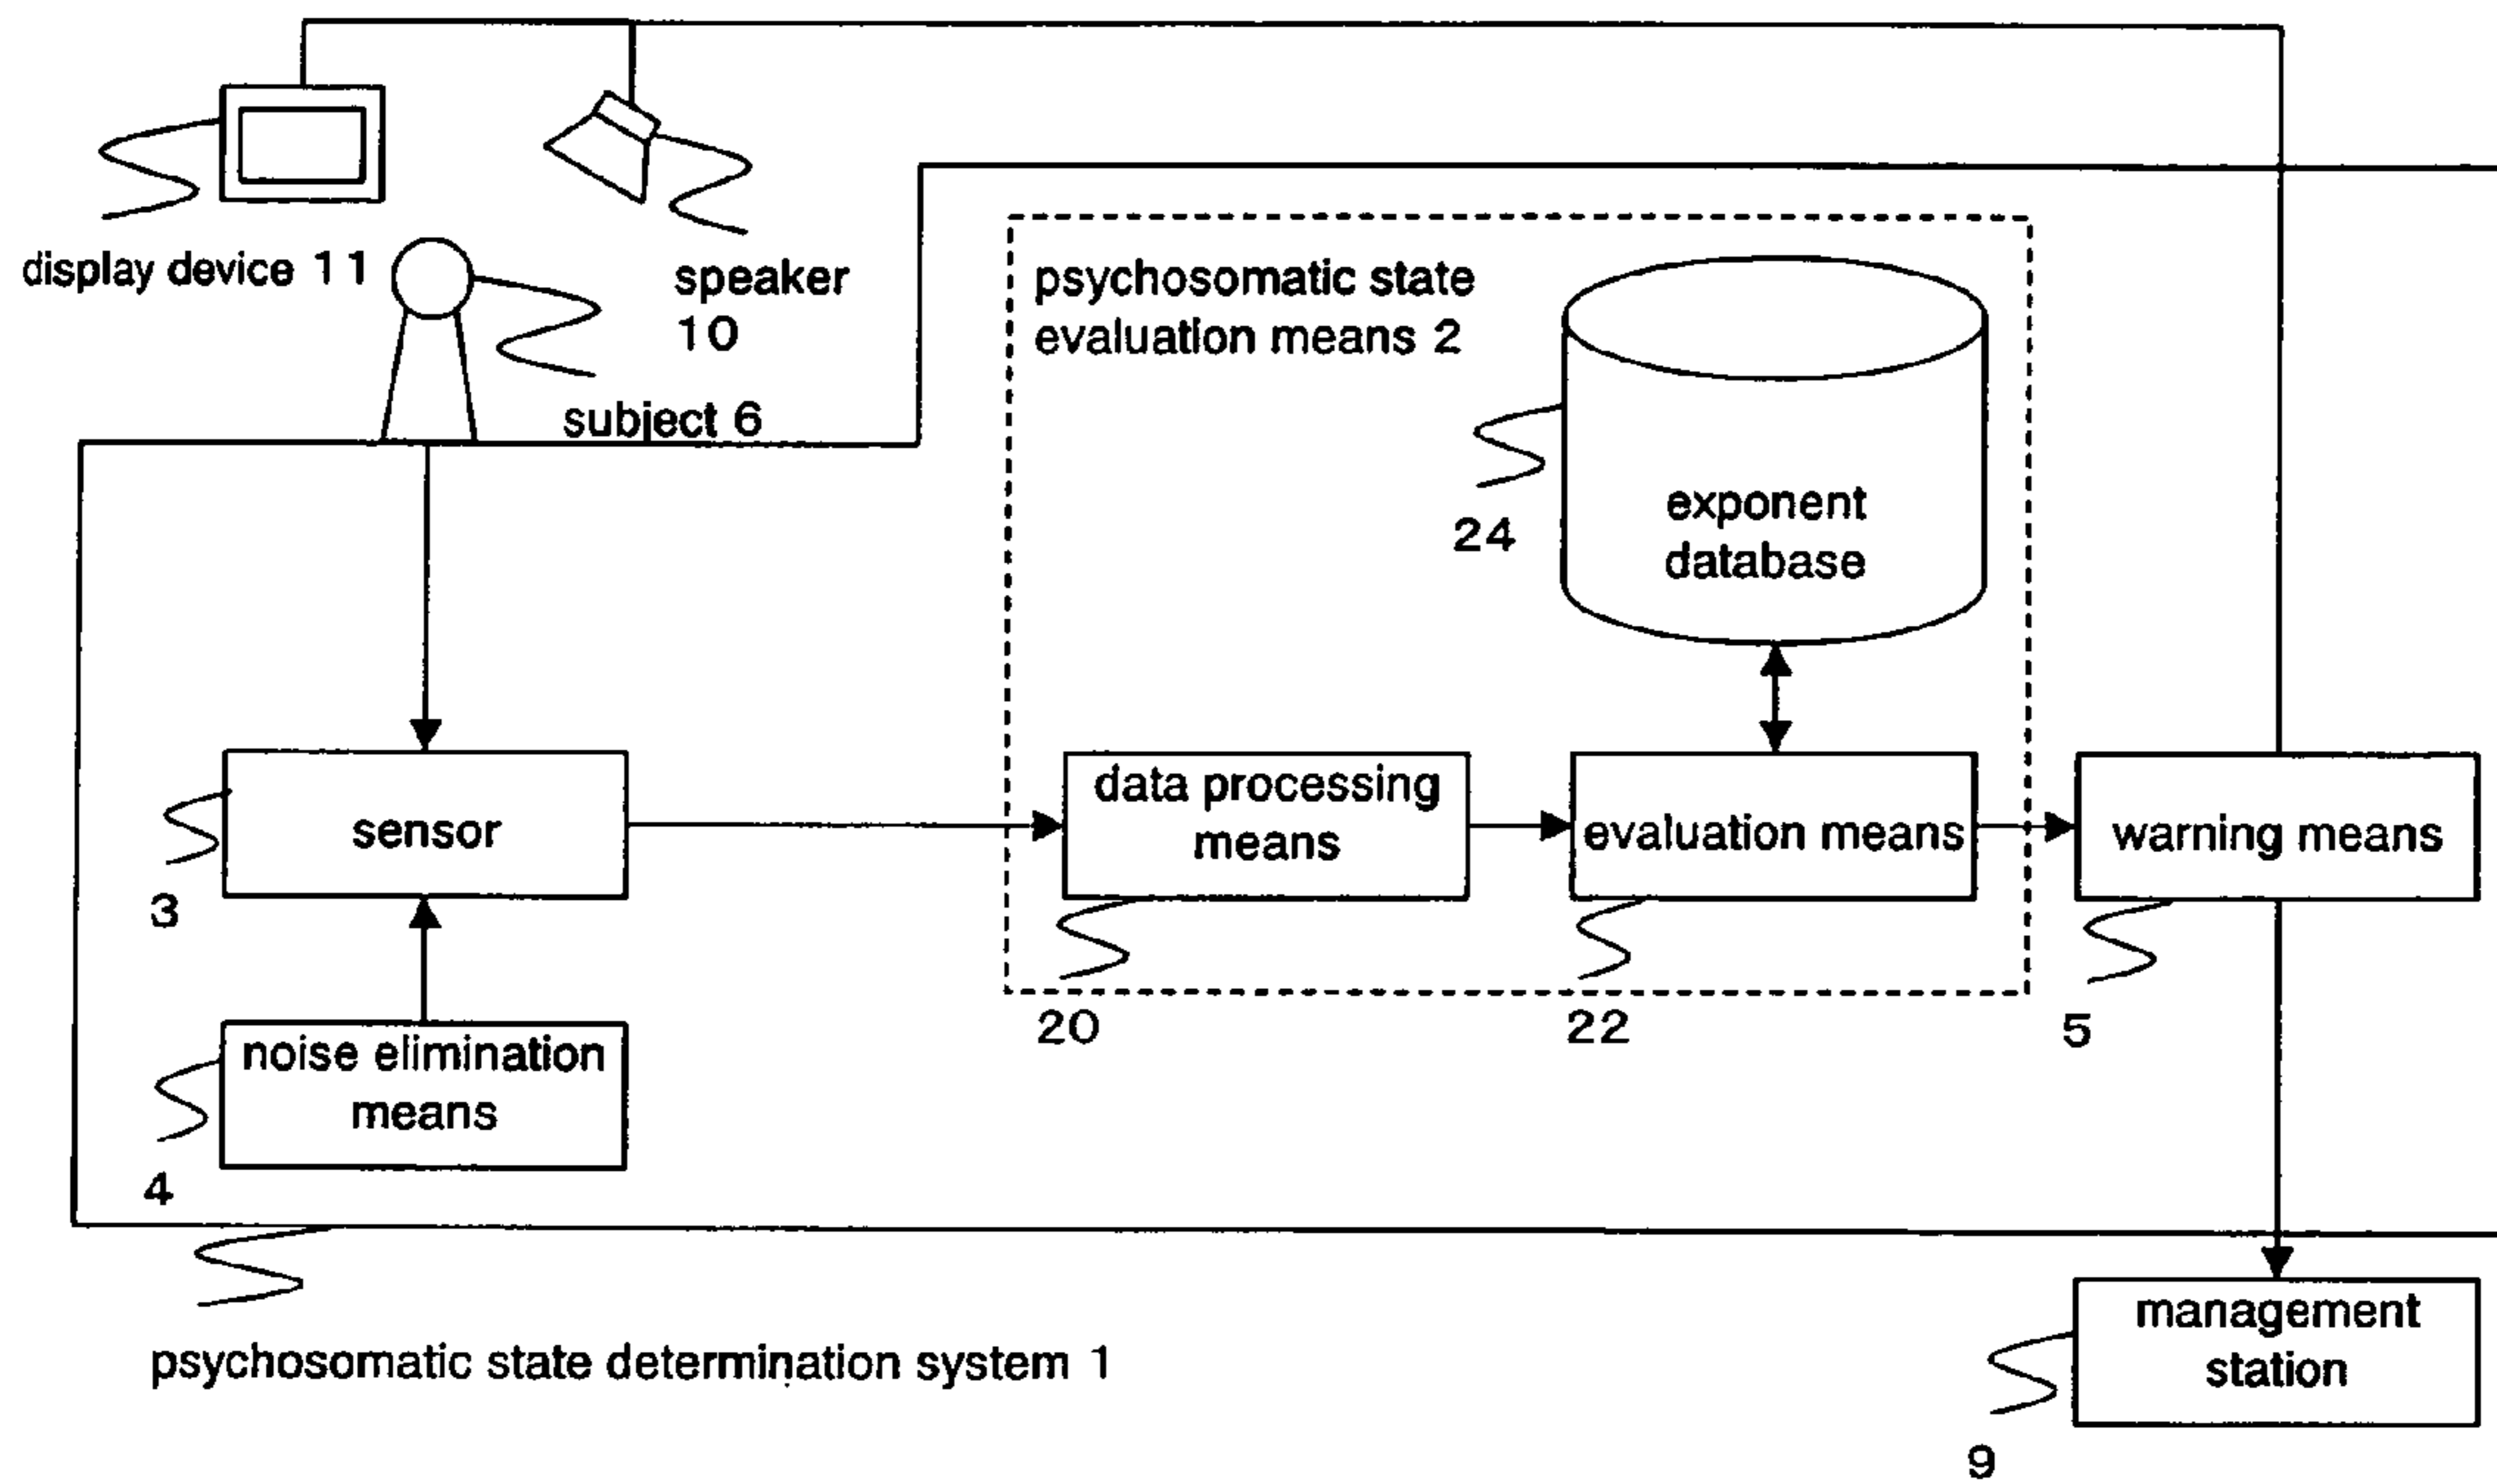 display device 11
speaker
10
subject 6
psychosomatic state
evaluation means 2
exponent
database
24
sensor
3
data processing
means
20
evaluation means
22
warning means
5
noise elimination
means
4
management
station
9
psychosomatic state determination system 1